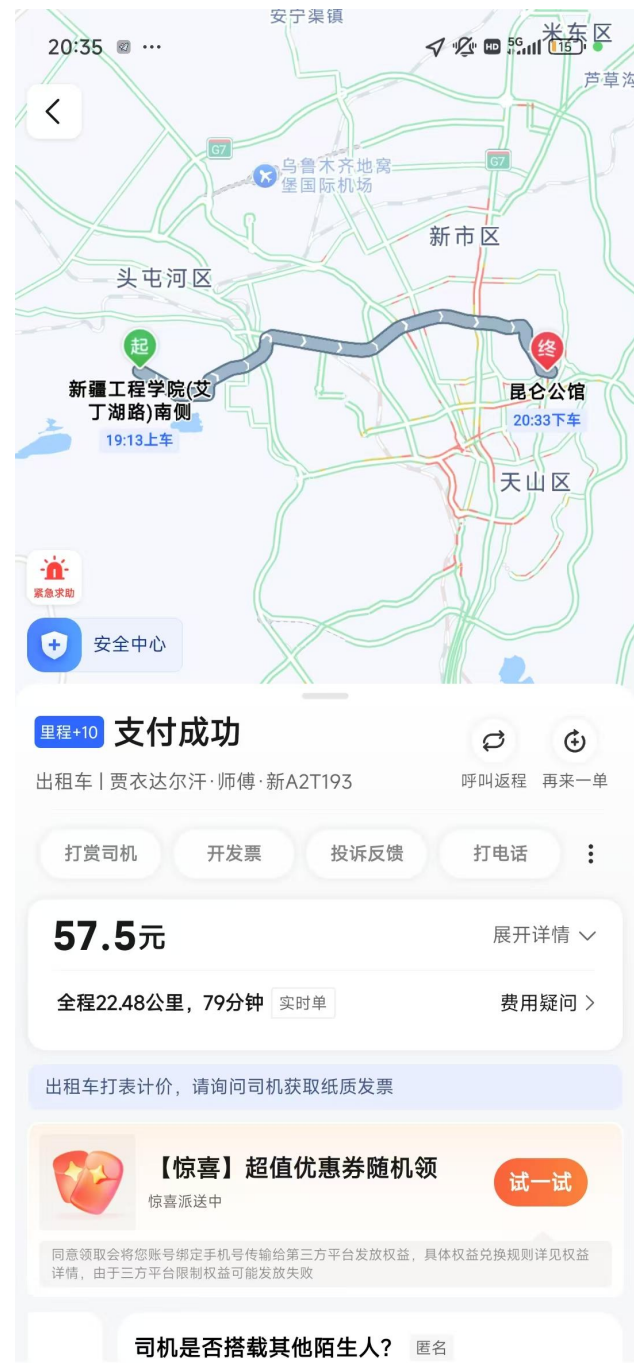 安宁渠镇
20:35
HD 5G 15
米东区
芦草沟
G7
乌鲁木齐地窝
堡国际机场
G7
新市区
头屯河区
起
终
新疆工程学院(艾
丁湖路)南侧
19:13上车
昆仑公馆
20:33下车
天山区
紧急求助
安全中心
里程+10 支付成功
出租车 | 贾衣达尔汗·师傅·新A2T193
呼叫返程 再来一单
打赏司机 开发票 投诉反馈 打电话
57.5元 展开详情
全程22.48公里，79分钟 实时单 费用疑问
出租车打表计价，请询问司机获取纸质发票
【惊喜】超值优惠券随机领
惊喜派送中
试一试
同意领取会将您账号绑定手机号传输给第三方平台发放权益，具体权益兑换规则详见权益
详情，由于三方平台限制权益可能发放失败
司机是否搭载其他陌生人？ 匿名